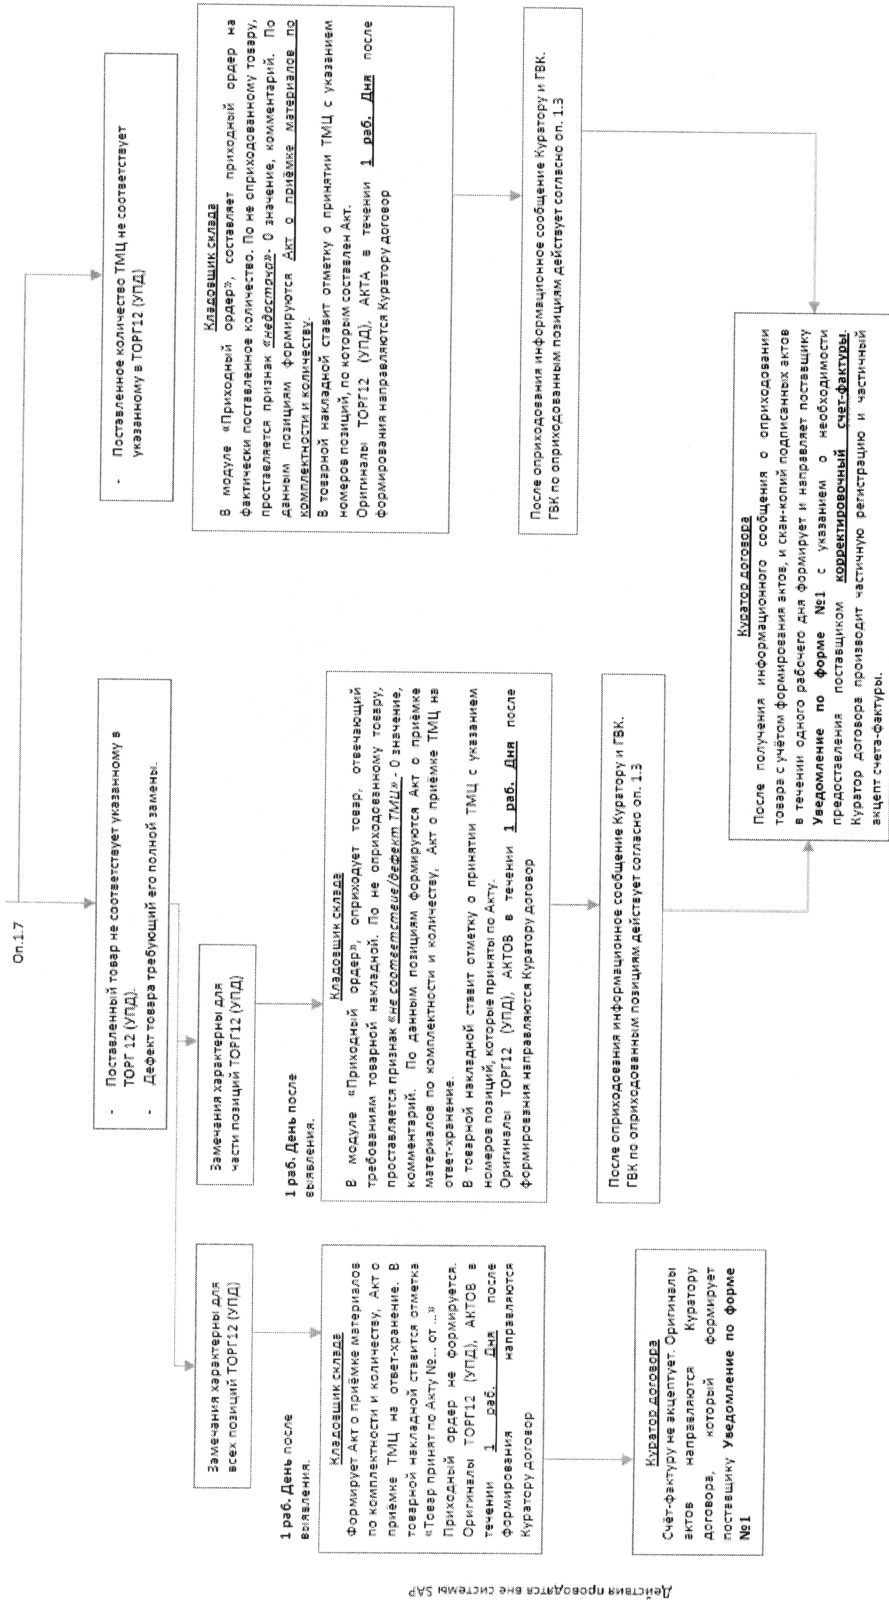 Оп.1.7
- Поставленный товар не соответствует указанному в
ТОРГ 12 (УПД).
- Дефект товара требующий его полной замены.
- Поставленное количество ТМЦ не соответствует
указанному в ТОРГ12 (УПД)
Замечания характерны для
всех позиций ТОРГ12 (УПД)
Замечания характерны для
части позиций ТОРГ12 (УПД)
1 раб. День после
выявления.
Кладовщик склада
Формирует Акт о приёмке материалов
по комплектности и количеству, Акт о
приёмке ТМЦ на ответ-хранение. В
товарной накладной ставится отметка
«Товар принят по Акту №... от ...»
Приходный ордер не формируется.
Оригиналы ТОРГ12 (УПД), АКТОВ в
течении 1 раб. Дня после
формирования направляются
Куратору договор
Куратор договора
Счёт-фактуру не акцептует. Оригиналы
актов направляются Куратору
договора, который формирует
поставщику Уведомление по форме
№1
1 раб. День после
выявления.
Кладовщик склада
В модуле «Приходный ордер», оприходует товар, отвечающий
требованиям товарной накладной. По не оприходованному товару,
проставляется признак «не соответствие/дефект ТМЦ» - 0 значение,
комментарий. По данным позициям формируются Акт о приёмке
материалов по комплектности и количеству, Акт о приёмке ТМЦ на
ответ-хранение.
В товарной накладной ставит отметку о принятии ТМЦ с указанием
номеров позиций, которые приняты по Акту.
Оригиналы ТОРГ12 (УПД), АКТОВ в течении 1 раб. Дня после
формирования направляются Куратору договор
После оприходования информационное сообщение Куратору и ГВК.
ГВК по оприходованным позициям действует согласно оп. 1.3
Кладовщик склада
В модуле «Приходный ордер», составляет приходный ордер на
фактически поставленное количество. По не оприходованному товару,
проставляется признак «недостача»- 0 значение, комментарий. По
данным позициям формируются Акт о приёмке материалов по
комплектности и количеству.
В товарной накладной ставит отметку о принятии ТМЦ с указанием
номеров позиций, по которым составлен Акт.
Оригиналы ТОРГ12 (УПД), АКТА в течении 1 раб. Дня после
формирования направляются Куратору договор
После оприходования информационное сообщение Куратору и ГВК.
ГВК по оприходованным позициям действует согласно оп. 1.3
Куратор договора
После получения информационного сообщения о оприходовании
товара с учётом формирования актов, и скан-копий подписанных актов
в течении одного рабочего дня формирует и направляет поставщику
Уведомление по форме №1 с указанием о необходимости
предоставления поставщиком корректировочный счет-фактуры.
Куратор договора производит частичную регистрацию и частичный
акцепт счета-фактуры.
Действия проводятся вне системы SAP